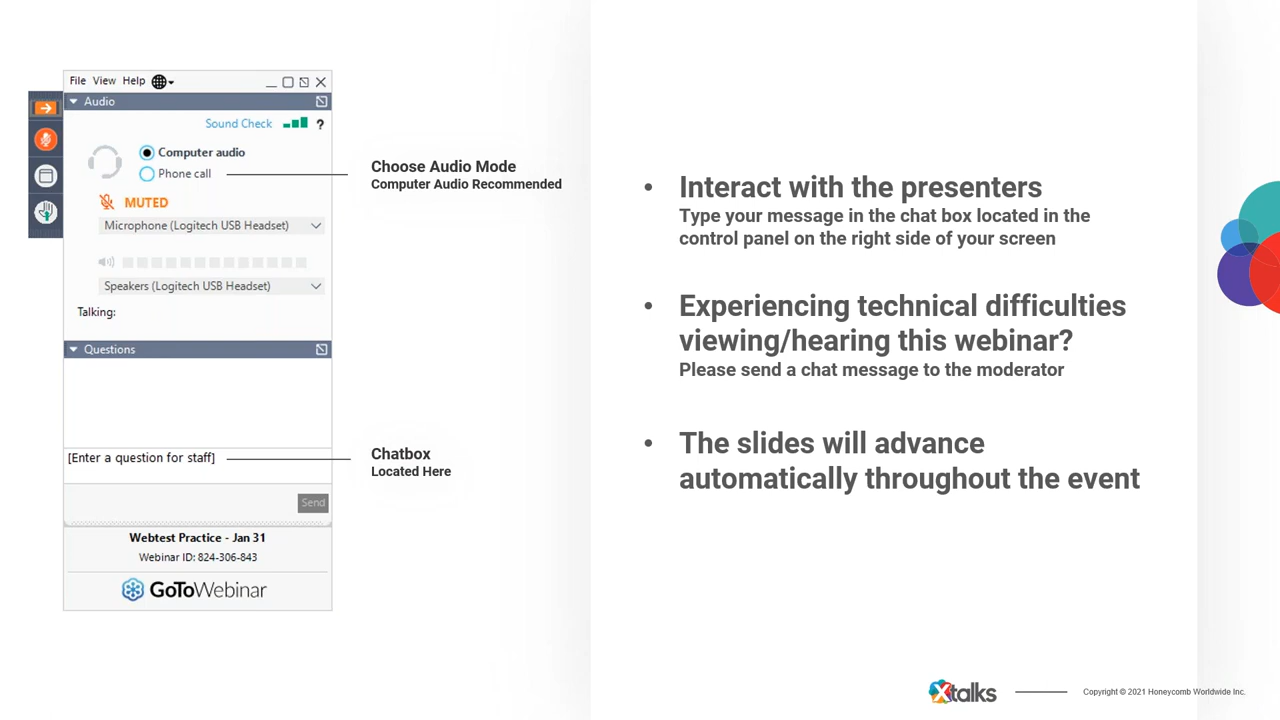 File View Help
Audio
Sound Check ?
Computer audio
Phone call
MUTED
Microphone (Logitech USB Headset)
Speakers (Logitech USB Headset)
Talking:
Questions
[Enter a question for staff]
Send
Webtest Practice - Jan 31
Webinar ID: 824-306-843
GoToWebinar
Choose Audio Mode
Computer Audio Recommended
Chatbox
Located Here
• Interact with the presenters
Type your message in the chat box located in the
control panel on the right side of your screen
• Experiencing technical difficulties
viewing/hearing this webinar?
Please send a chat message to the moderator
• The slides will advance
automatically throughout the event
Xtalks
Copyright © 2021 Honeycomb Worldwide Inc.